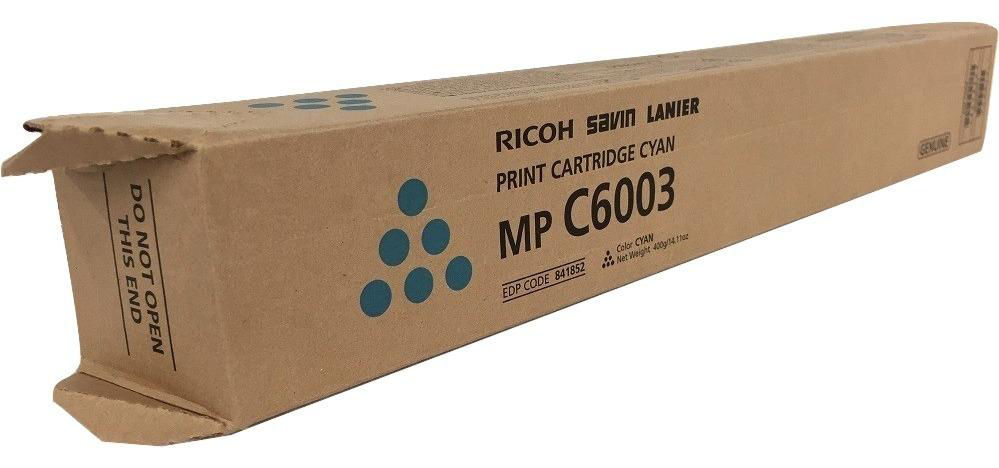 RICOH SAVIN LANIER
PRINT CARTRIDGE CYAN
MP C6003
EDP CODE 841852
Color CYAN
Net Weight. 400g/14.11oz.
GENUINE
DO NOT OPEN
THIS END